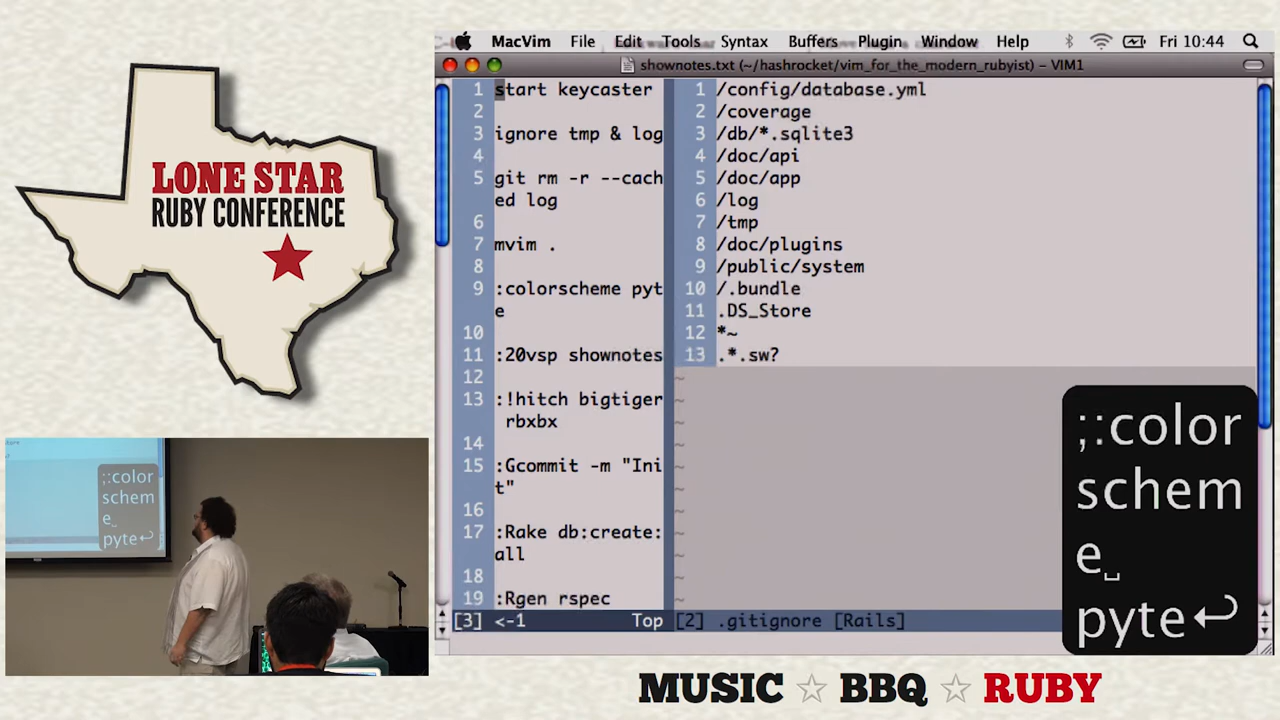 LONE STAR
RUBY CONFERENCE
MacVim File Edit Tools Syntax Buffers Plugin Window Help Fri 10:44
shownotes.txt (~/hashrocket/vim_for_the_modern_rubyist) – VIM1
1 start keycaster
2
3 ignore tmp & log
4
5 git rm -r --cach
ed log
6
7 mvim .
8
9 :colorscheme pyt
e
10
11 :20vsp shownotes
12
13 :!hitch bigtiger
rbxbx
14
15 :Gcommit -m "Ini
t"
16
17 :Rake db:create:
all
18
19 :Rgen rspec
[3] <-1 Top
1 /config/database.yml
2 /coverage
3 /db/*.sqlite3
4 /doc/api
5 /doc/app
6 /log
7 /tmp
8 /doc/plugins
9 /public/system
10 /.bundle
11 .DS_Store
12 *~
13 .*.sw?
~
~
~
~
~
~
~
~
~
~
[2] .gitignore [Rails]
;:color
schem
e␣
pyte↩
;:color
schem
e␣
pyte↩
MUSIC ☆ BBQ ☆ RUBY